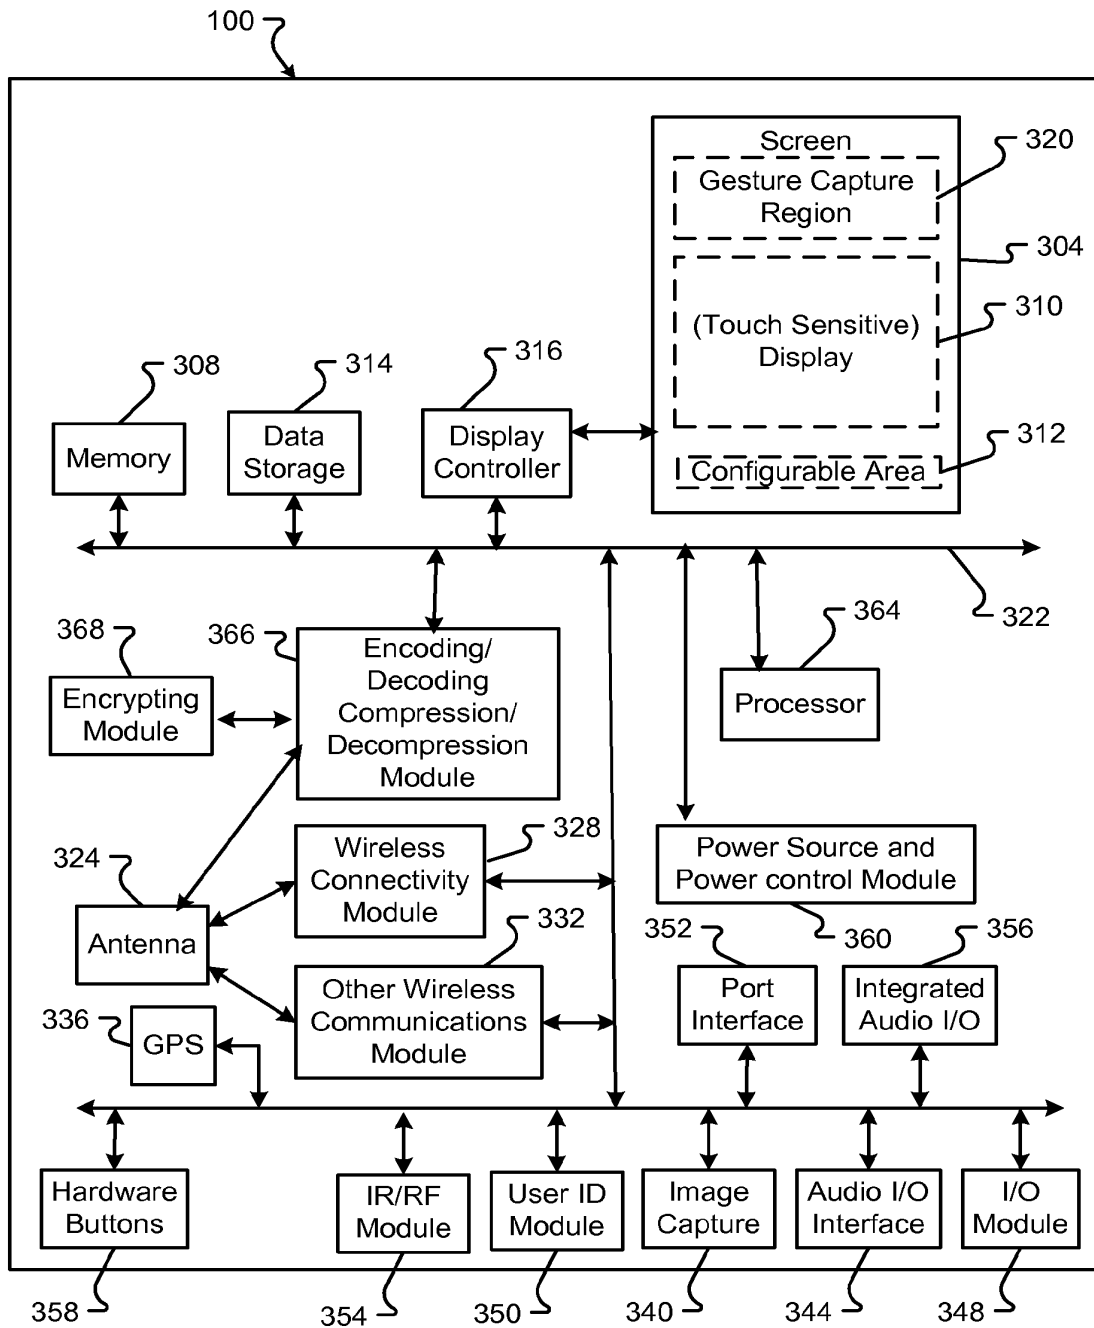 100
Screen
320
Gesture Capture
Region
304
310
(Touch Sensitive)
Display
308
314
316
312
Memory
Data
Storage
Display
Controller
Configurable Area
322
368
366
364
Encrypting
Module
Encoding/
Decoding
Compression/
Decompression
Module
Processor
324
328
Wireless
Connectivity
Module
Power Source and
Power control Module
Antenna
332
352
360
356
Other Wireless
Communications
Module
Port
Interface
Integrated
Audio I/O
336
GPS
Hardware
Buttons
IR/RF
Module
User ID
Module
Image
Capture
Audio I/O
Interface
I/O
Module
358
354
350
340
344
348